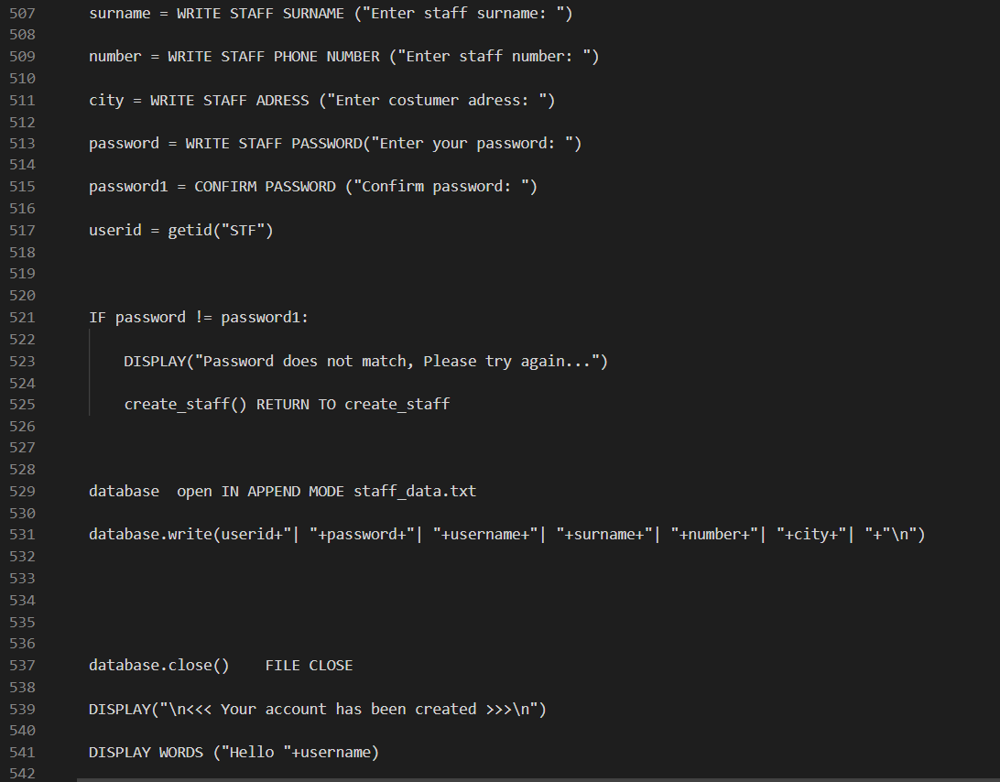 507 surname = WRITE STAFF SURNAME ("Enter staff surname: ")
508
509 number = WRITE STAFF PHONE NUMBER ("Enter staff number: ")
510
511 city = WRITE STAFF ADRESS ("Enter costumer adress: ")
512
513 password = WRITE STAFF PASSWORD("Enter your password: ")
514
515 password1 = CONFIRM PASSWORD ("Confirm password: ")
516
517 userid = getid("STF")
518
519
520
521 IF password != password1:
522
523 DISPLAY("Password does not match, Please try again...")
524
525 create_staff() RETURN TO create_staff
526
527
528
529 database  open IN APPEND MODE staff_data.txt
530
531 database.write(userid+"| "+password+"| "+username+"| "+surname+"| "+number+"| "+city+"| "+"\n")
532
533
534
535
536
537 database.close()    FILE CLOSE
538
539 DISPLAY("\n<<< Your account has been created >>>\n")
540
541 DISPLAY WORDS ("Hello "+username)
542